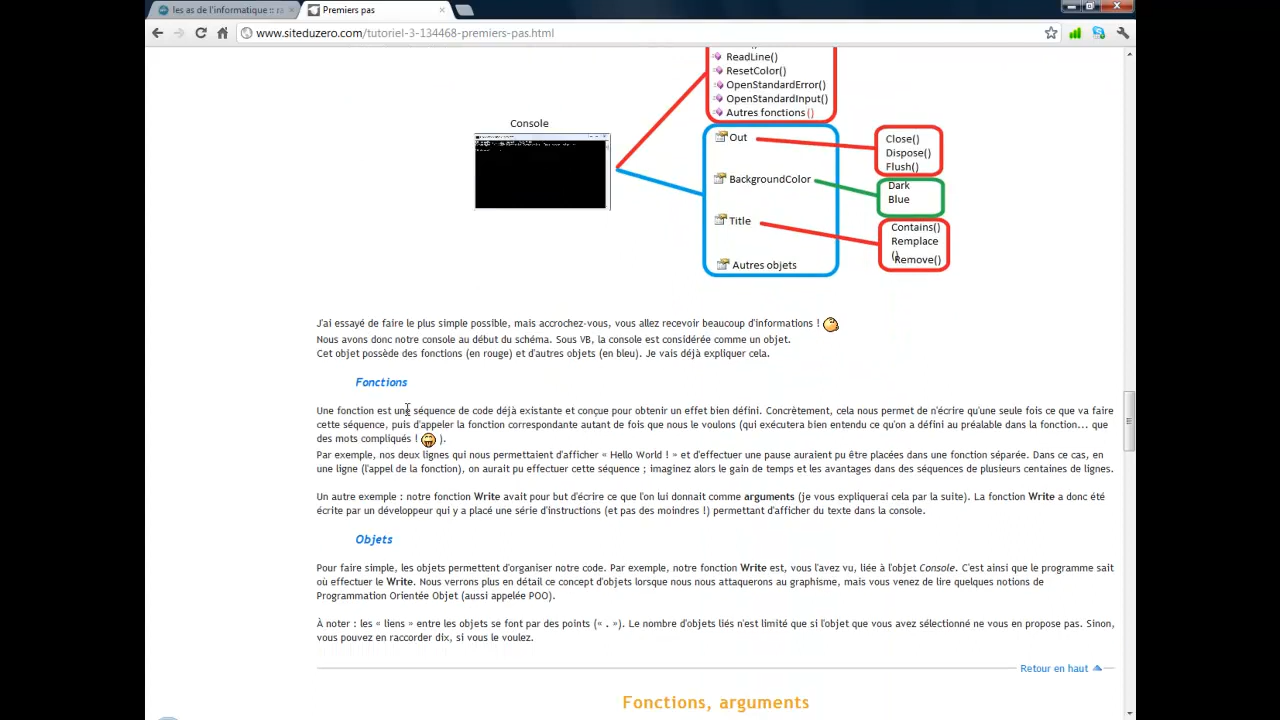 les as de l'informatique ::
Premiers pas
www.siteduzero.com/tutoriel-3-134468-premiers-pas.html
ReadLine()
ResetColor()
OpenStandardError()
OpenStandardInput()
Autres fonctions()
Console
Out
Close()
Dispose()
Flush()
BackgroundColor
Dark
Blue
Title
Contains()
Remplace
()
Remove()
Autres objets
J'ai essayé de faire le plus simple possible, mais accrochez-vous, vous allez recevoir beaucoup d'informations !
Nous avons donc notre console au début du schéma. Sous VB, la console est considérée comme un objet.
Cet objet possède des fonctions (en rouge) et d'autres objets (en bleu). Je vais déjà expliquer cela.
Fonctions
Une fonction est une séquence de code déjà existante et conçue pour obtenir un effet bien défini. Concrètement, cela nous permet de n'écrire qu'une seule fois ce que va faire
cette séquence, puis d'appeler la fonction correspondante autant de fois que nous le voulons (qui exécutera bien entendu ce qu'on a défini au préalable dans la fonction... que
des mots compliqués ! ).
Par exemple, nos deux lignes qui nous permettaient d'afficher « Hello World ! » et d'effectuer une pause auraient pu être placées dans une fonction séparée. Dans ce cas, en
une ligne (l'appel de la fonction), on aurait pu effectuer cette séquence ; imaginez alors le gain de temps et les avantages dans des séquences de plusieurs centaines de lignes.
Un autre exemple : notre fonction Write avait pour but d'écrire ce que l'on lui donnait comme arguments (je vous expliquerai cela par la suite). La fonction Write a donc été
écrite par un développeur qui y a placé une série d'instructions (et pas des moindres !) permettant d'afficher du texte dans la console.
Objets
Pour faire simple, les objets permettent d'organiser notre code. Par exemple, notre fonction Write est, vous l'avez vu, liée à l'objet Console. C'est ainsi que le programme sait
où effectuer le Write. Nous verrons plus en détail ce concept d'objets lorsque nous nous attaquerons au graphisme, mais vous venez de lire quelques notions de
Programmation Orientée Objet (aussi appelée POO).
À noter : les « liens » entre les objets se font par des points (« . »). Le nombre d'objets liés n'est limité que si l'objet que vous avez sélectionné ne vous en propose pas. Sinon,
vous pouvez en raccorder dix, si vous le voulez.
Retour en haut
Fonctions, arguments